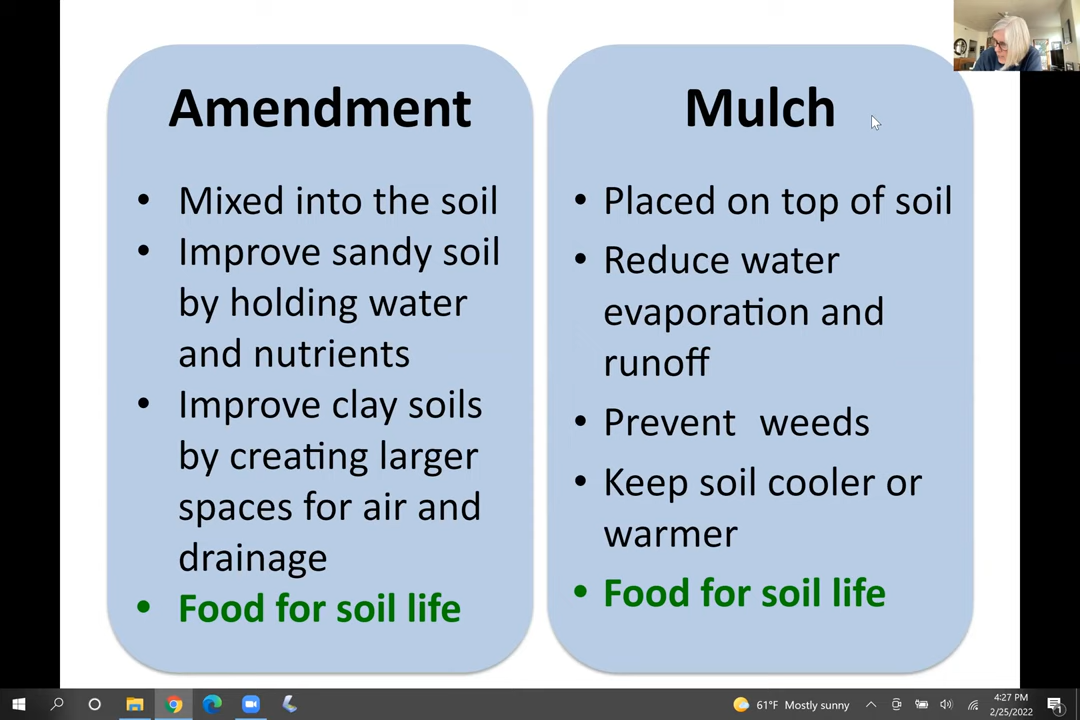 Amendment
• Mixed into the soil
• Improve sandy soil
by holding water
and nutrients
• Improve clay soils
by creating larger
spaces for air and
drainage
• Food for soil life
Mulch
• Placed on top of soil
• Reduce water
evaporation and
runoff
• Prevent  weeds
• Keep soil cooler or
warmer
• Food for soil life
61°F Mostly sunny
4:27 PM
2/25/2022
1